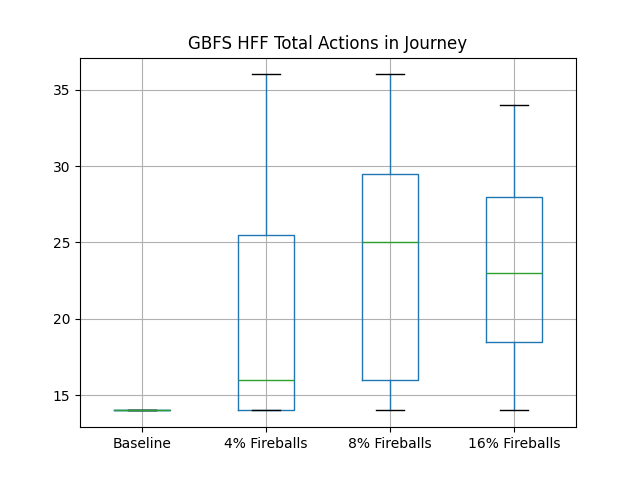 GBFS HFF Total Actions in Journey
35
30
25
20
15
Baseline
4% Fireballs
8% Fireballs
16% Fireballs